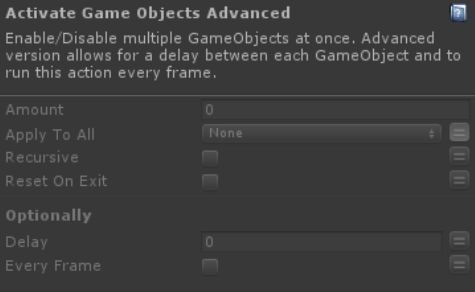 Activate Game Objects Advanced
Enable/Disable multiple GameObjects at once. Advanced
version allows for a delay between each GameObject and to
run this action every frame.
Amount 0
Apply To All None
Recursive
Reset On Exit
Optionally
Delay 0
Every Frame